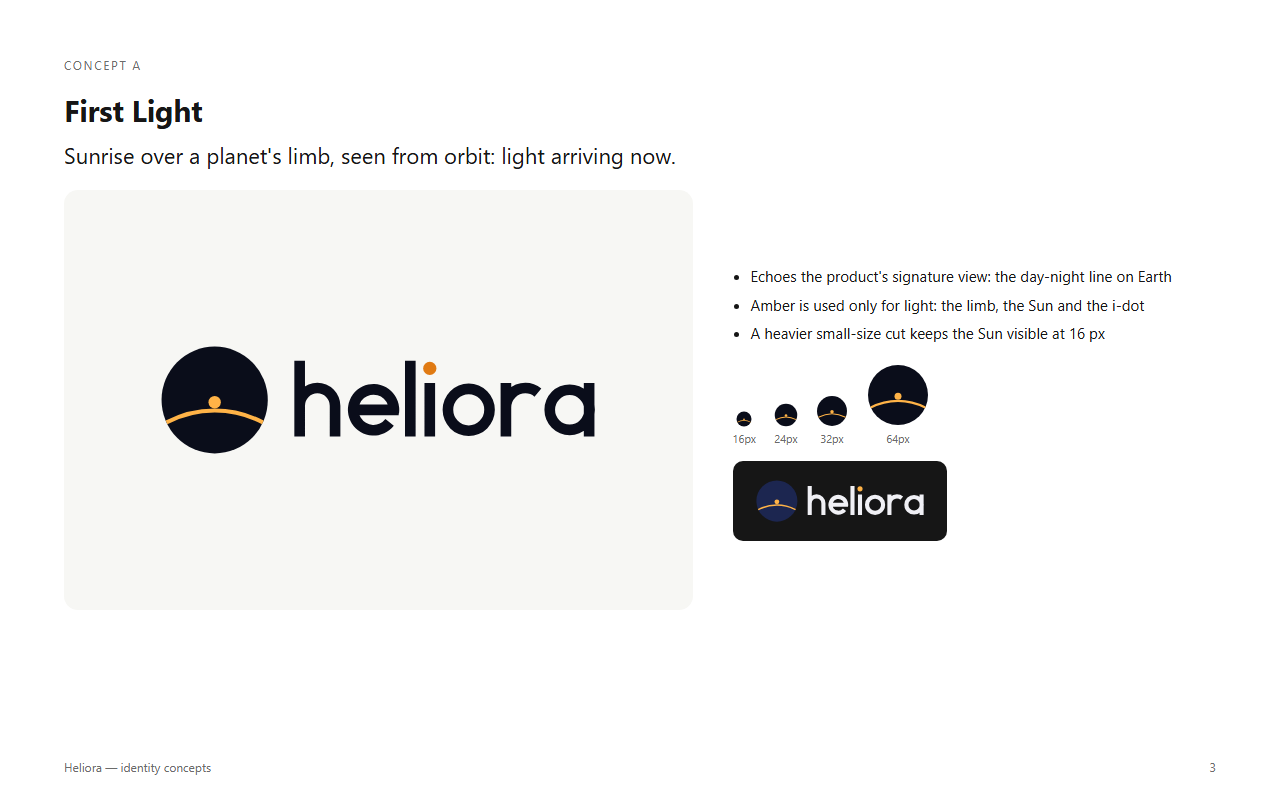 CONCEPT A
First Light
Sunrise over a planet's limb, seen from orbit: light arriving now.
heliora
Echoes the product's signature view: the day-night line on Earth
Amber is used only for light: the limb, the Sun and the i-dot
A heavier small-size cut keeps the Sun visible at 16 px
16px 24px 32px 64px
heliora
Heliora — identity concepts
3